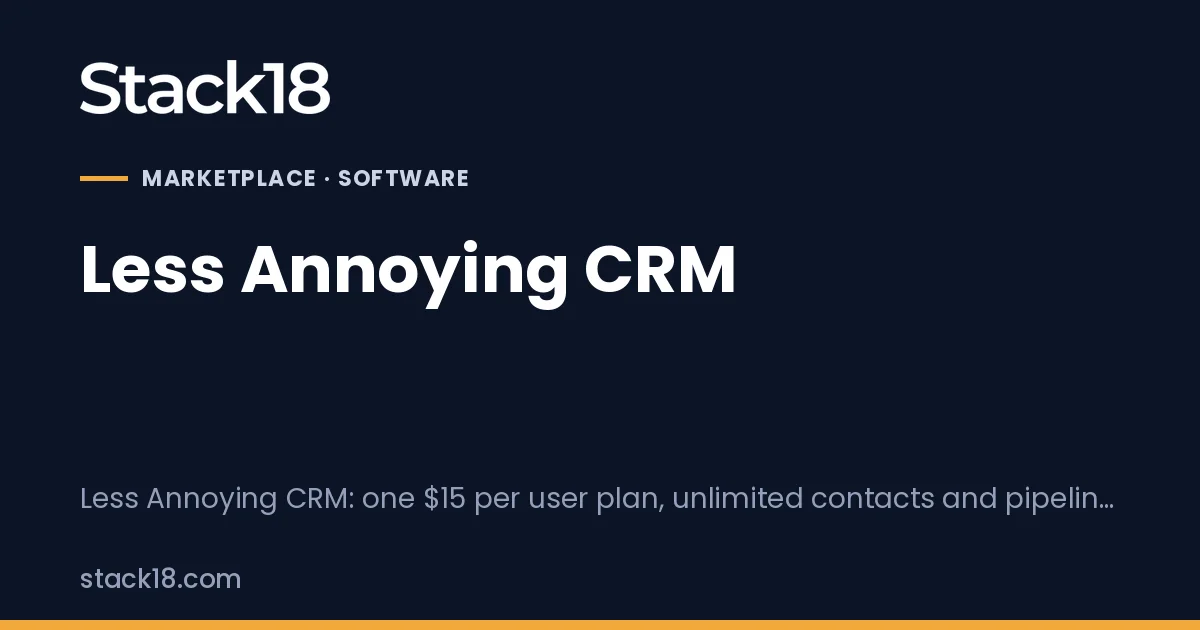 Stack18
MARKETPLACE · SOFTWARE
Less Annoying CRM
Less Annoying CRM: one $15 per user plan, unlimited contacts and pipelin...
stack18.com